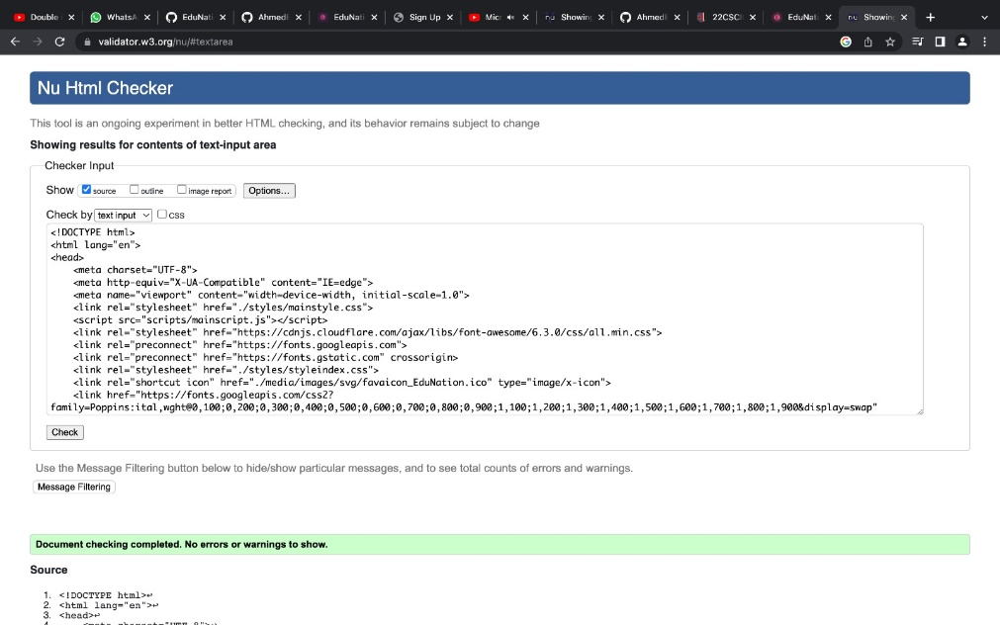 Double
WhatsA
EduNati
Ahmedl
EduNati
Sign Up
Micr
Showing
Ahmedl
22CSCI
EduNat
Showing
validator.w3.org/nu/#textarea
Nu Html Checker
This tool is an ongoing experiment in better HTML checking, and its behavior remains subject to change
Showing results for contents of text-input area
Checker Input
Show source outline image report Options...
Check by text input css
<!DOCTYPE html>
<html lang="en">
<head>
<meta charset="UTF-8">
<meta http-equiv="X-UA-Compatible" content="IE=edge">
<meta name="viewport" content="width=device-width, initial-scale=1.0">
<link rel="stylesheet" href="./styles/mainstyle.css">
<script src="scripts/mainscript.js"></script>
<link rel="stylesheet" href="https://cdnjs.cloudflare.com/ajax/libs/font-awesome/6.3.0/css/all.min.css">
<link rel="preconnect" href="https://fonts.googleapis.com">
<link rel="preconnect" href="https://fonts.gstatic.com" crossorigin>
<link rel="stylesheet" href="./styles/styleindex.css">
<link rel="shortcut icon" href="./media/images/svg/favaicon_EduNation.ico" type="image/x-icon">
<link href="https://fonts.googleapis.com/css2?
family=Poppins:ital,wght@0,100;0,200;0,300;0,400;0,500;0,600;0,700;0,800;0,900;1,100;1,200;1,300;1,400;1,500;1,600;1,700;1,800;1,900&display=swap"
Check
Use the Message Filtering button below to hide/show particular messages, and to see total counts of errors and warnings.
Message Filtering
Document checking completed. No errors or warnings to show.
Source
1. <!DOCTYPE html>↩
2. <html lang="en">↩
3. <head>↩
4. <meta charset="UTF-8">↩